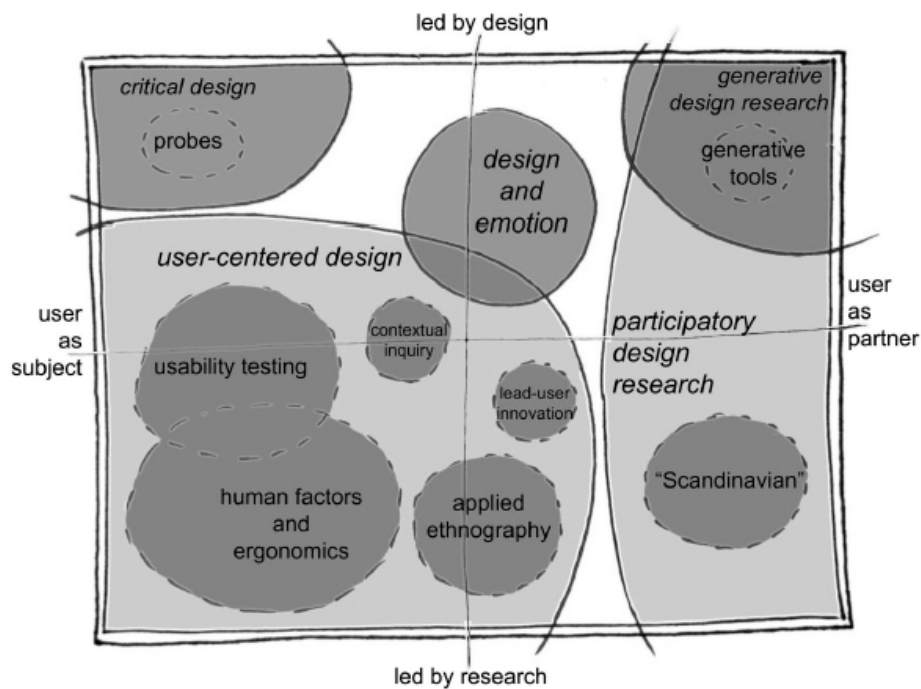 led by design
critical design
probes
generative
design research
generative
tools
design
and
emotion
user-centered design
user
as
subject
contextual
inquiry
usability testing
participatory
design
research
user
as
partner
lead-user
innovation
human factors
and
ergonomics
applied
ethnography
“Scandinavian”
led by research